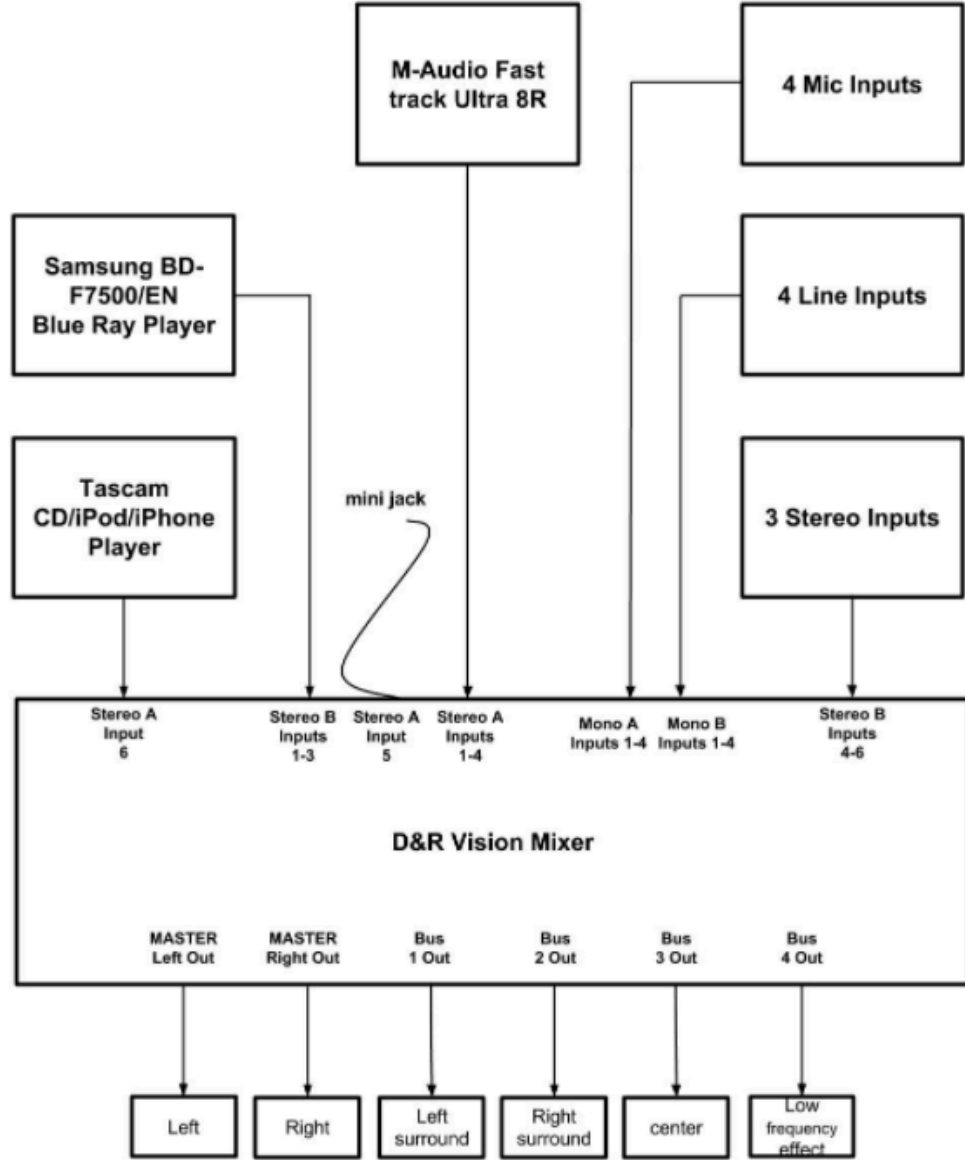 M-Audio Fast
track Ultra 8R
4 Mic Inputs
Samsung BD-
F7500/EN
Blue Ray Player
4 Line Inputs
Tascam
CD/iPod/iPhone
Player
mini jack
3 Stereo Inputs
Stereo A
Input
6
Stereo B
Inputs
1-3
Stereo A
Input
5
Stereo A
Inputs
1-4
Mono A
Inputs 1-4
Mono B
Inputs 1-4
Stereo B
Inputs
4-6
D&R Vision Mixer
MASTER
Left Out
MASTER
Right Out
Bus
1 Out
Bus
2 Out
Bus
3 Out
Bus
4 Out
Left
Right
Left
surround
Right
surround
center
Low
frequency
effect